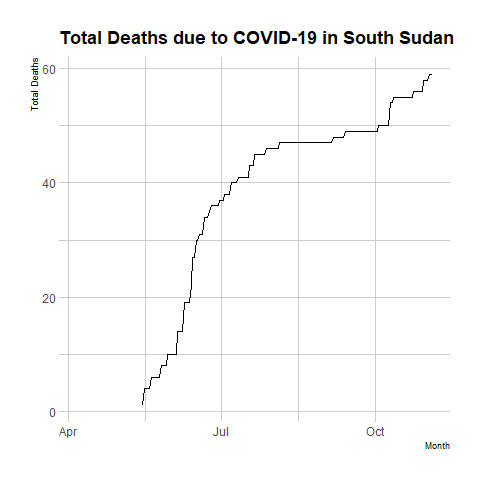 Total Deaths due to COVID-19 in South Sudan
Total Deaths
60
40
20
0
Apr
Jul
Oct
Month